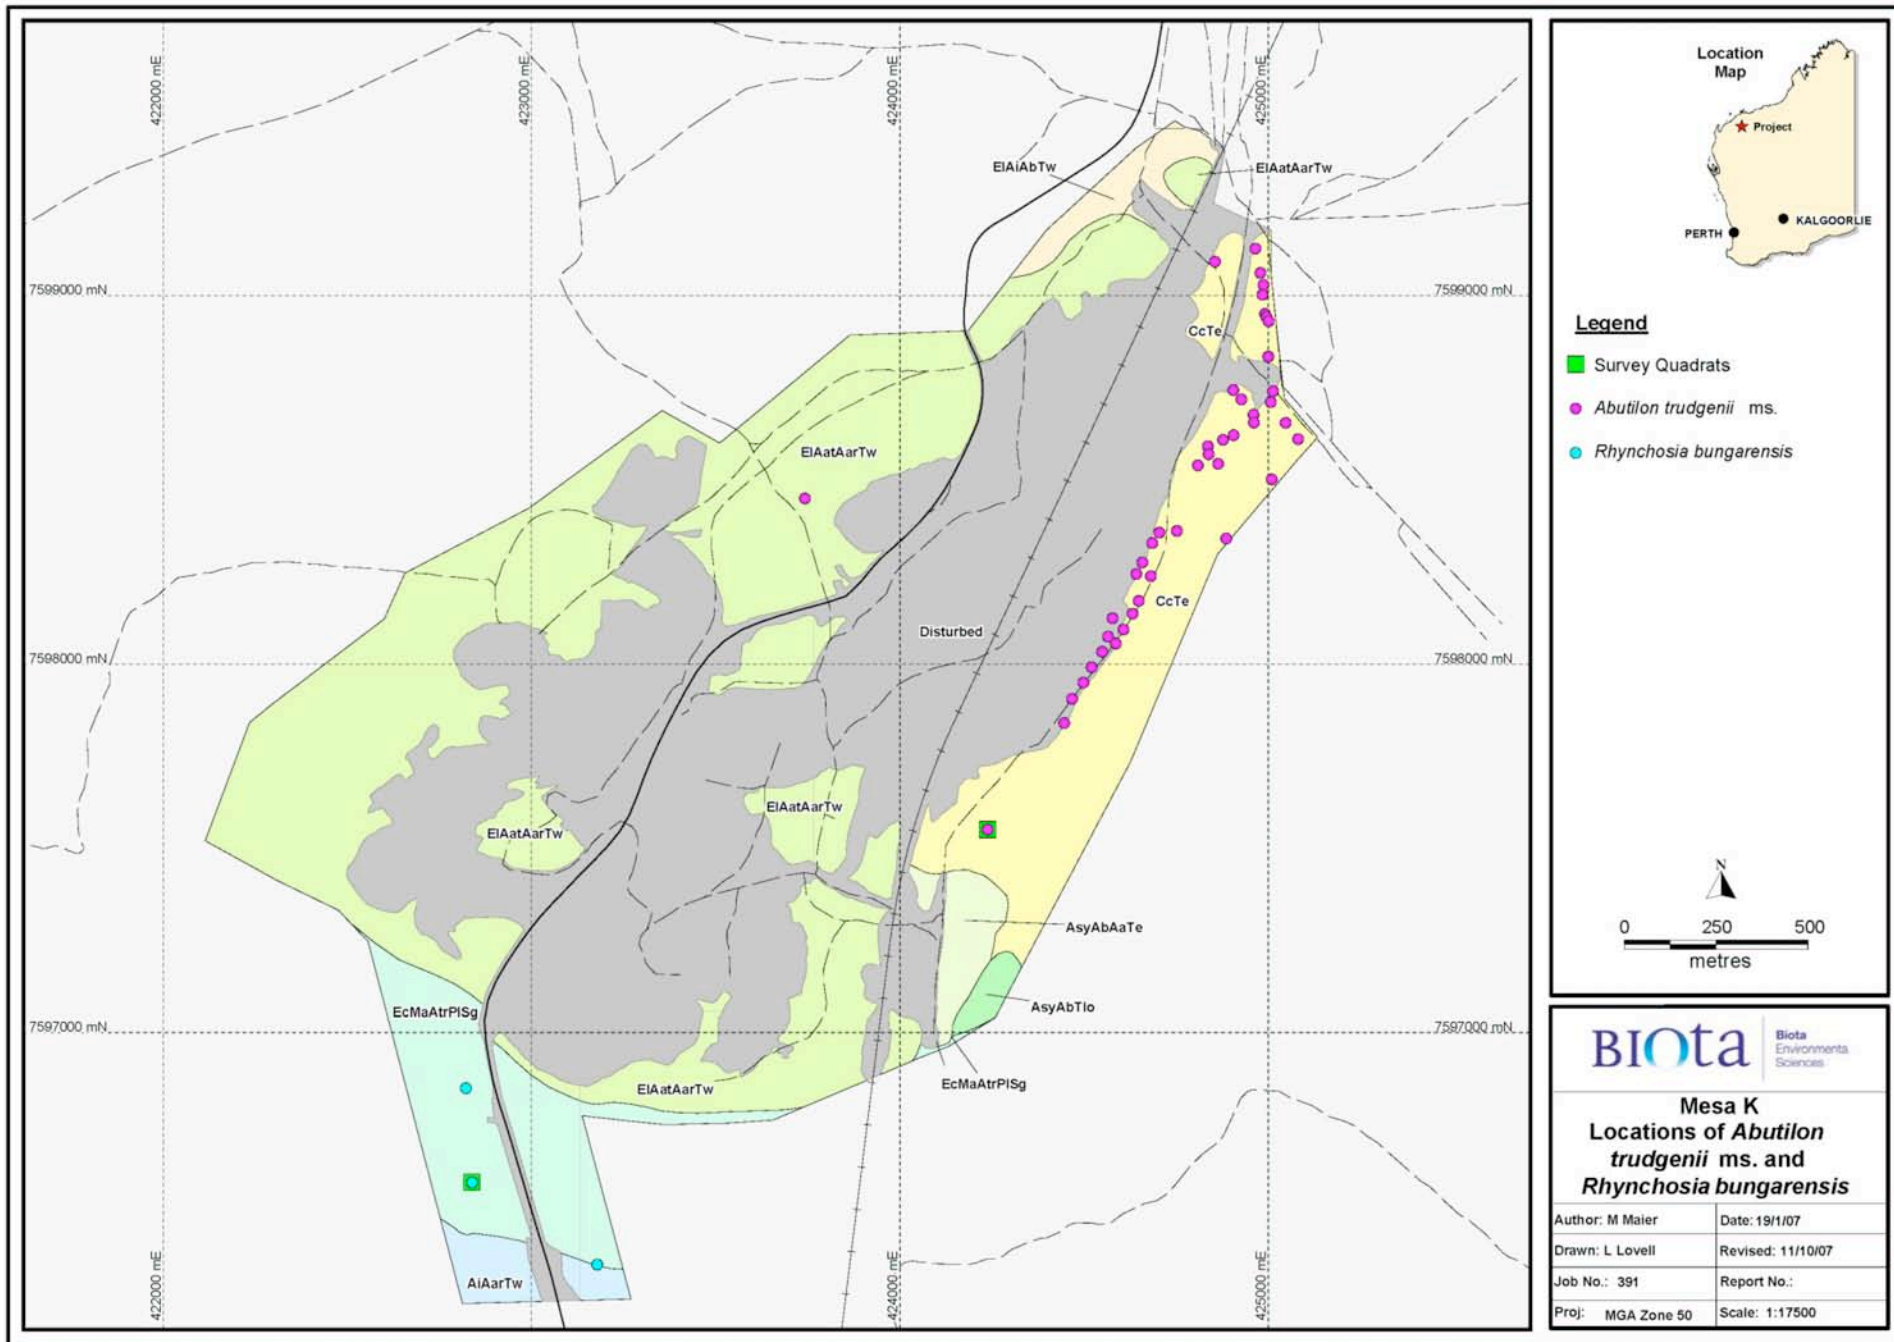 422000 mE
423000 mE
424000 mE
425000 mE
ElAiAbTw
ElAatAarTw
7599000 mN
7599000 mN
CcTe
ElAatAarTw
CcTe
Disturbed
7598000 mN
7598000 mN
ElAatAarTw
ElAatAarTw
AsyAbAaTe
AsyAbTlo
EcMaAtrPlSg
7597000 mN
7597000 mN
EcMaAtrPlSg
ElAatAarTw
AiAarTw
422000 mE
423000 mE
424000 mE
425000 mE
Location
Map
Project
KALGOORLIE
PERTH
Legend
Survey Quadrats
Abutilon trudgenii ms.
Rhynchosia bungarensis
N
0 250 500
metres
BIOta
Biota
Environmenta
Sciences
Mesa K
Locations of Abutilon
trudgenii ms. and
Rhynchosia bungarensis
Author: M Maier
Date: 19/1/07
Drawn: L Lovell
Revised: 11/10/07
Job No.: 391
Report No.:
Proj: MGA Zone 50
Scale: 1:17500